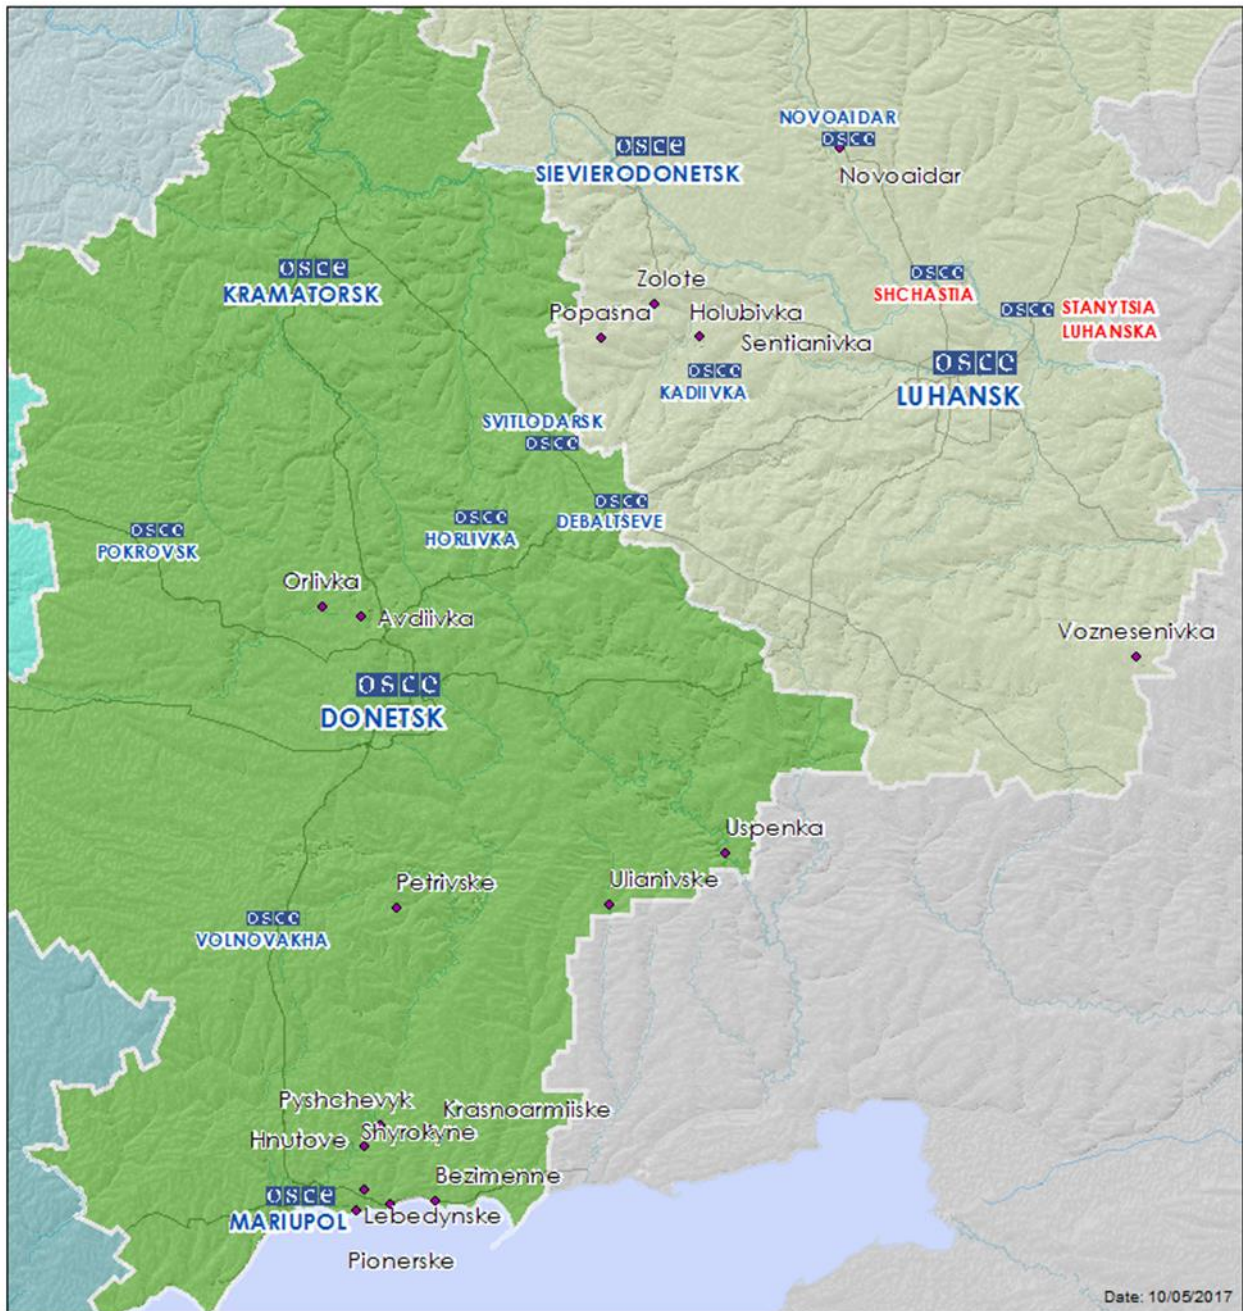 NOVOAIDAR
osce
osce
SIEVIERODONETSK
Novoaidar
osce
KRAMATORSK
osce
SHCHASTIA
Zolote
osce
STANYTSIA
LUHANSKA
Popasna
Holubivka
Sentianivka
osce
LUHANSK
osce
KADIIVKA
SVITLODARSK
osce
osce
DEBALTSEVE
osce
HORLIVKA
osce
POKROVSK
Orlivka
Avdiivka
Voznesenivka
osce
DONETSK
Uspenka
Ulianivske
Petrivske
osce
VOLNOVAKHA
Pyshchevyk
Krasnoarmiiske
Shyrokyne
Hnutove
Bezimenne
osce
MARIUPOL
Lebedynske
Pionerske
Date: 10/05/2017